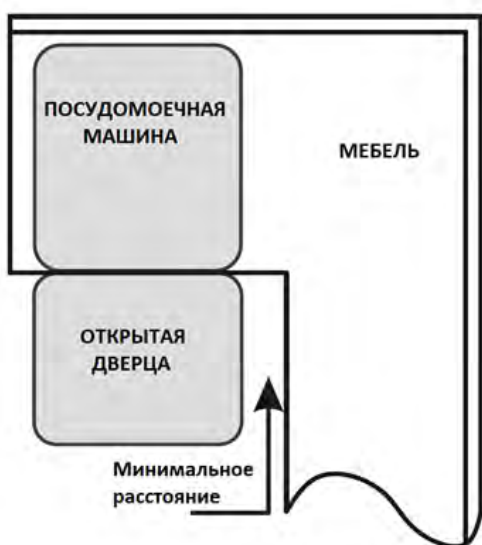 ПОСУДОМОЕЧНАЯ
МАШИНА
МЕБЕЛЬ
ОТКРЫТАЯ
ДВЕРЦА
Минимальное
расстояние